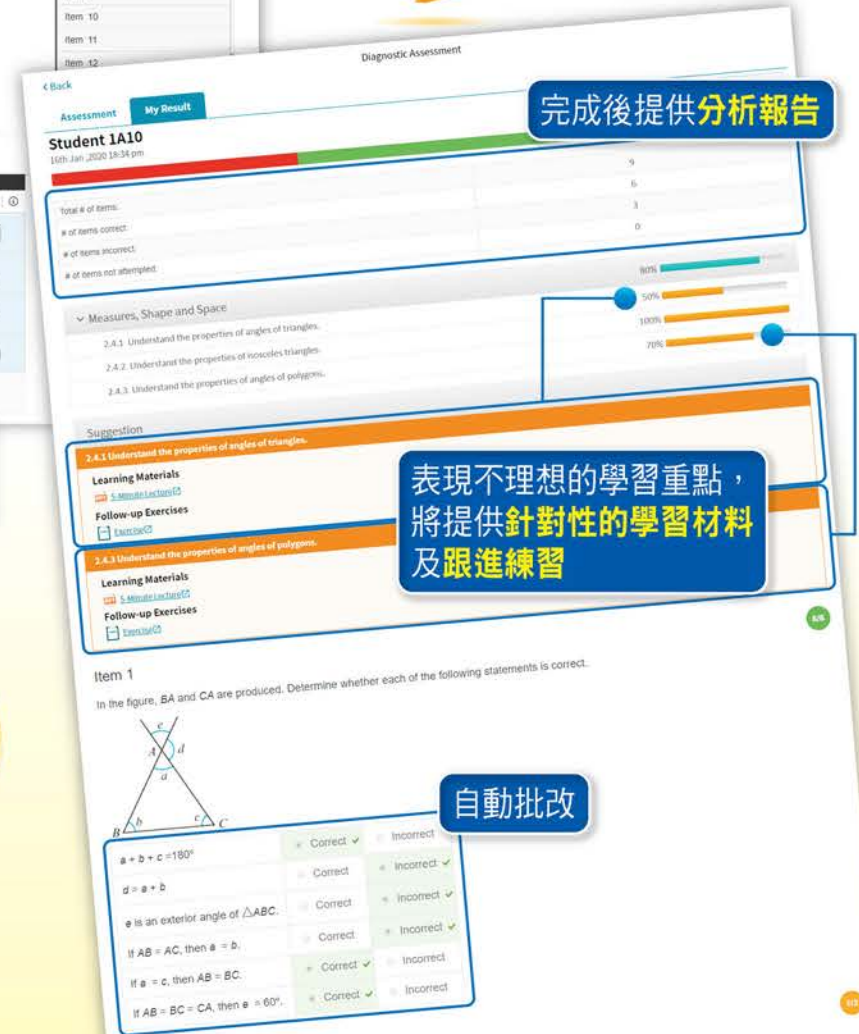 Item 10
Item 11
Item 12
Diagnostic Assessment
< Back
Assessment
My Result
完成後提供分析報告
Student 1A10
16th Jan ,2020 18:34 pm
Total # of items: 9
# of items correct: 6
# of items incorrect: 3
# of items not attempted: 0
Measures, Shape and Space 80%
2.4.1 Understand the properties of angles of triangles. 50%
2.4.2 Understand the properties of isosceles triangles. 100%
2.4.3 Understand the properties of angles of polygons. 70%
Suggestion
2.4.1 Understand the properties of angles of triangles.
Learning Materials
5-Minute Lecture
Follow-up Exercises
Exercise
表現不理想的學習重點，
將提供針對性的學習材料
及跟進練習
2.4.3 Understand the properties of angles of polygons.
Learning Materials
5-Minute Lecture
Follow-up Exercises
Exercise
Item 1
In the figure, BA and CA are produced. Determine whether each of the following statements is correct.
e
A d
a
b c
B C
自動批改
a + b + c =180° Correct Incorrect
d = a + b Correct Incorrect
e is an exterior angle of △ABC. Correct Incorrect
If AB = AC, then a = b. Correct Incorrect
If a = c, then AB = BC. Correct Incorrect
If AB = BC = CA, then e = 60°. Correct Incorrect